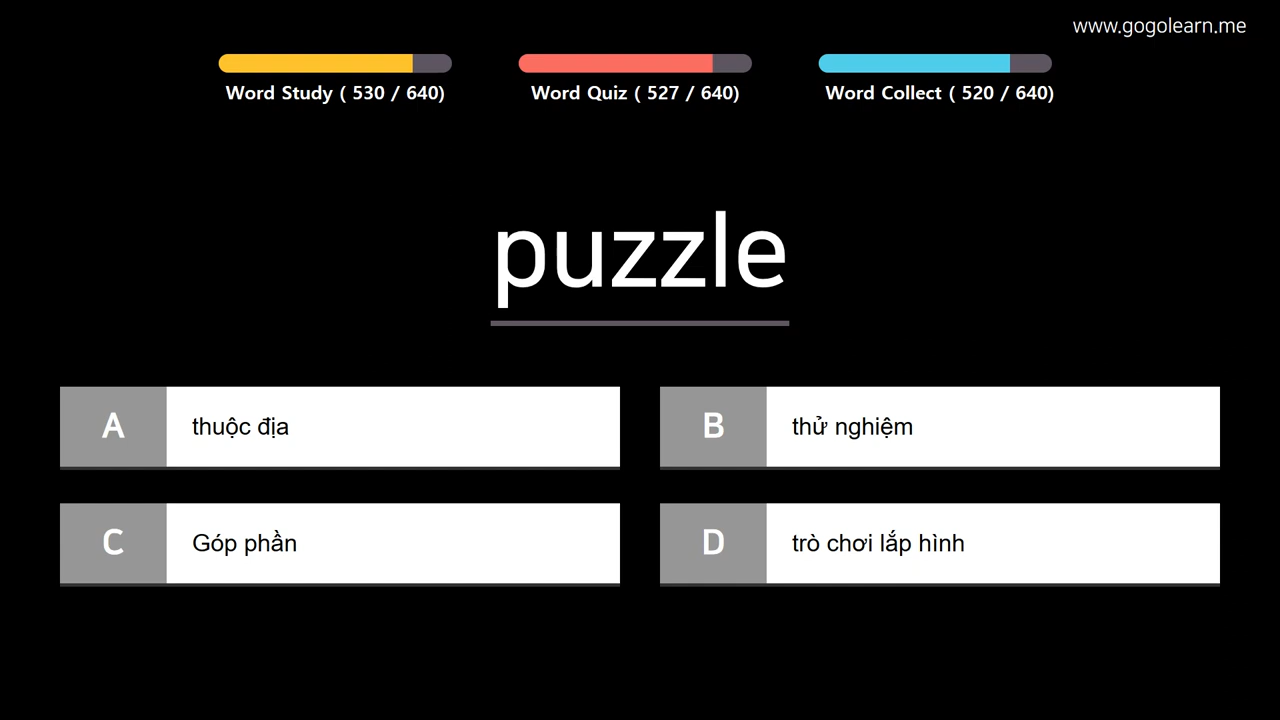 www.gogolearn.me
Word Study ( 530 / 640)
Word Quiz ( 527 / 640)
Word Collect ( 520 / 640)
puzzle
A thuộc địa
B thử nghiệm
C Góp phần
D trò chơi lắp hình